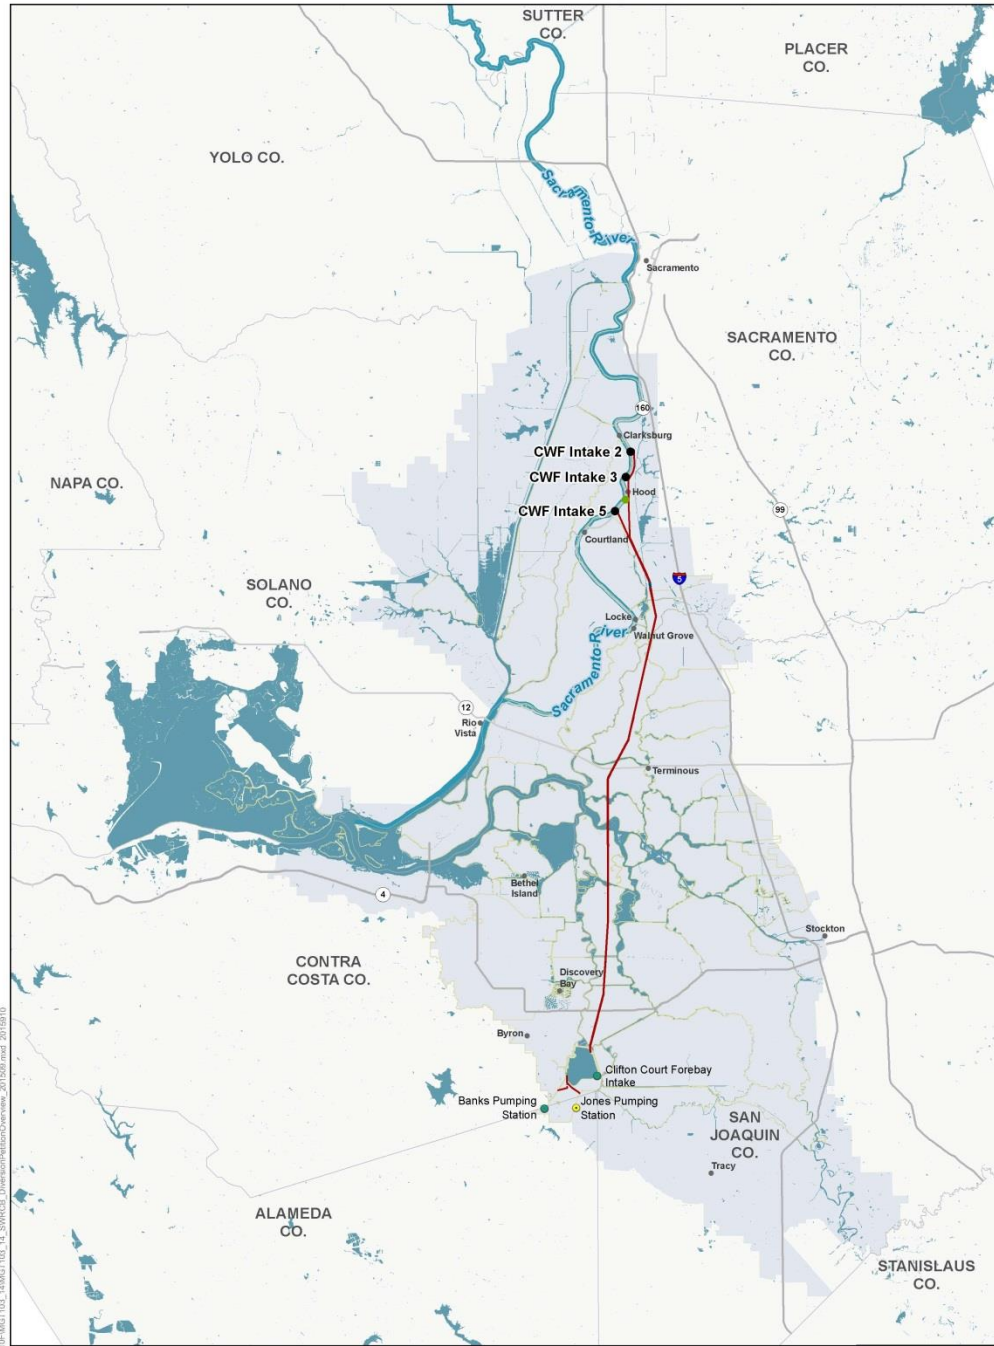 SUTTER
CO.
PLACER
CO.
YOLO CO.
Sacramento River
Sacramento
SACRAMENTO
CO.
160
Clarksburg
CWF Intake 2
NAPA CO.
CWF Intake 3
Hood
99
CWF Intake 5
Courtland
SOLANO
CO.
5
Locke
Walnut Grove
Sacramento River
12
Rio
Vista
Terminous
Bethel
Island
4
Stockton
CONTRA
COSTA CO.
Discovery
Bay
Byron
Clifton Court Forebay
Intake
Banks Pumping
Station
Jones Pumping
Station
SAN
JOAQUIN
CO.
Tracy
ALAMEDA
CO.
STANISLAUS
CO.